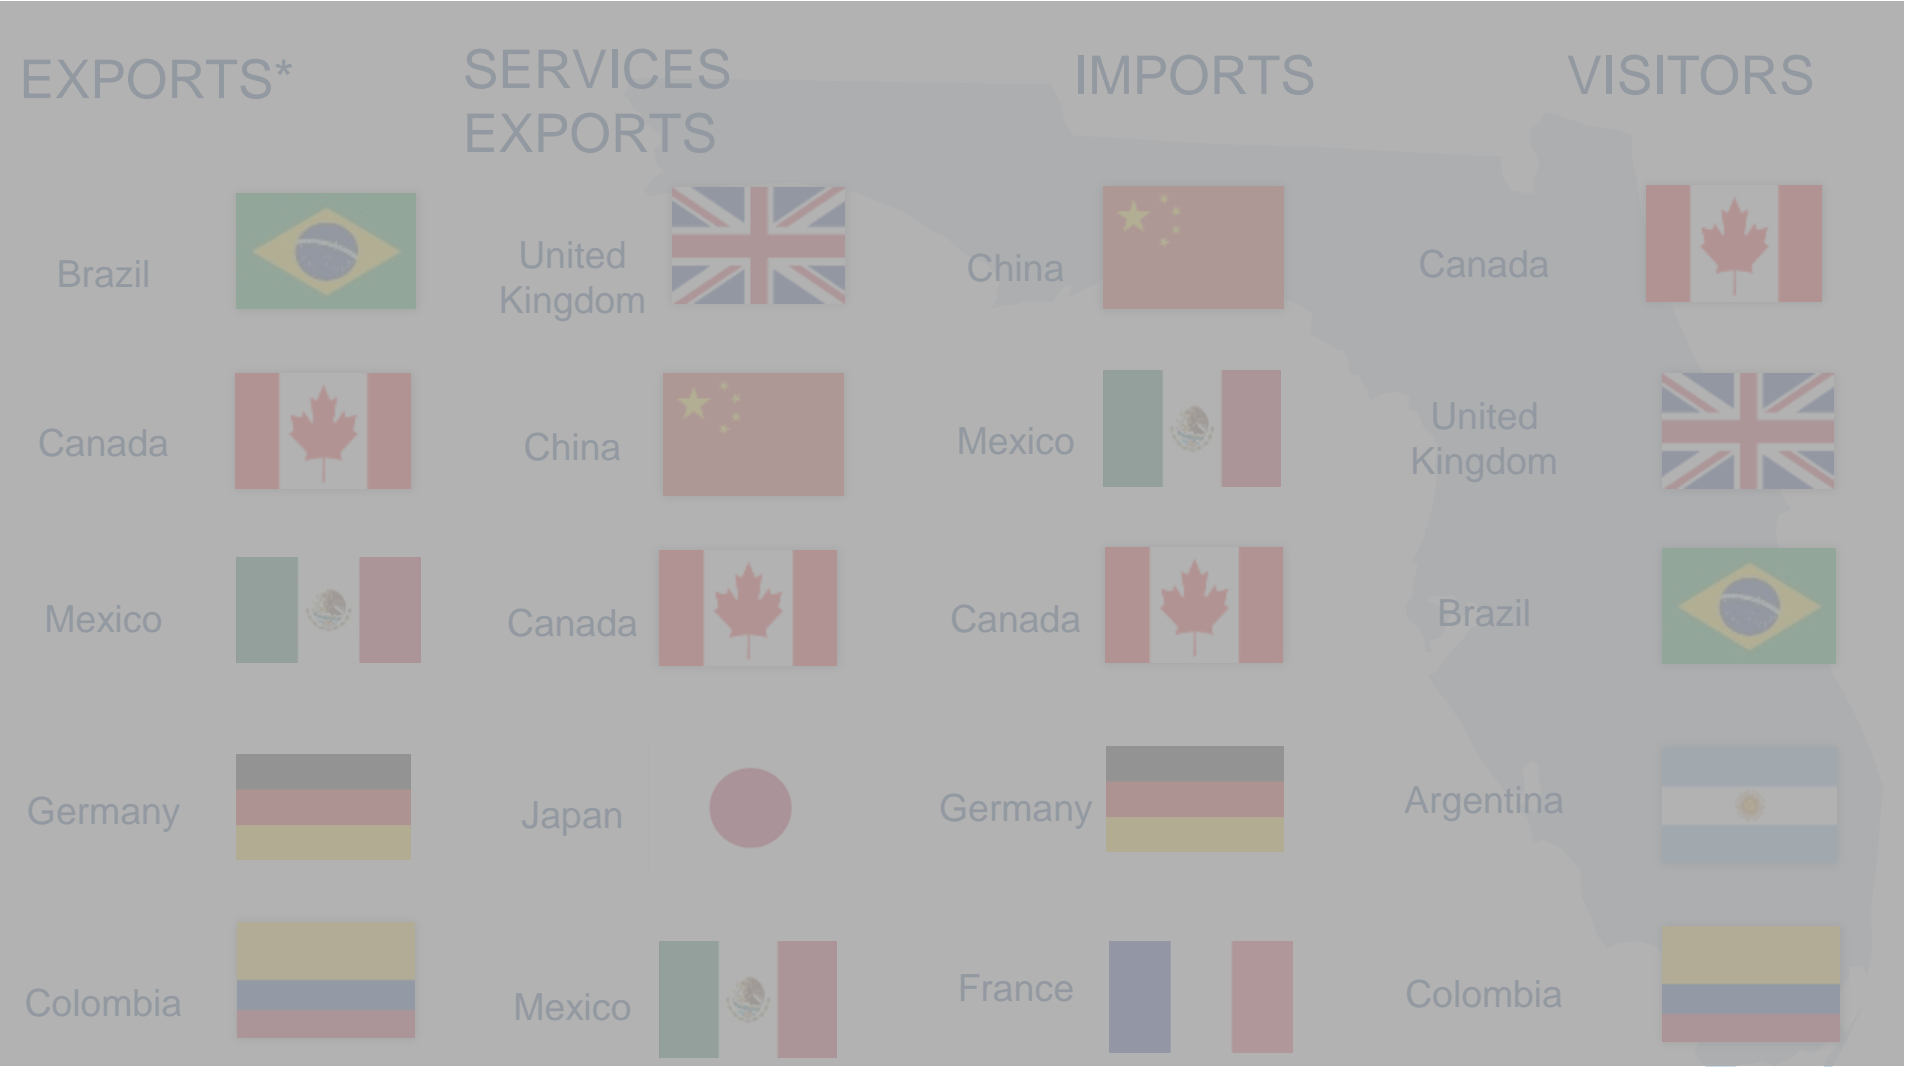 EXPORTS*
SERVICES
EXPORTS
IMPORTS
VISITORS
Brazil
United
Kingdom
China
Canada
Canada
China
Mexico
United
Kingdom
Mexico
Canada
Canada
Brazil
Germany
Japan
Germany
Argentina
Colombia
Mexico
France
Colombia